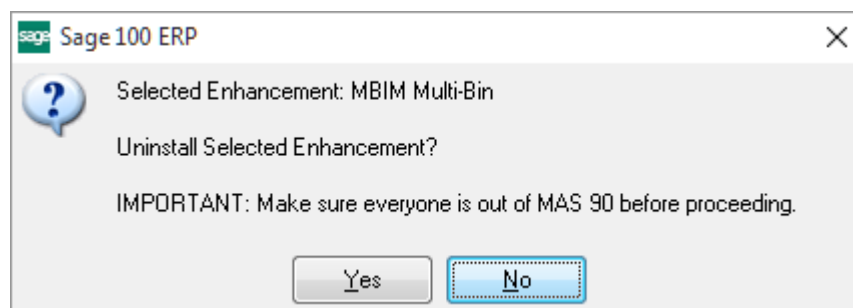 sage Sage 100 ERP
Selected Enhancement: MBIM Multi-Bin
Uninstall Selected Enhancement?
IMPORTANT: Make sure everyone is out of MAS 90 before proceeding.
Yes No